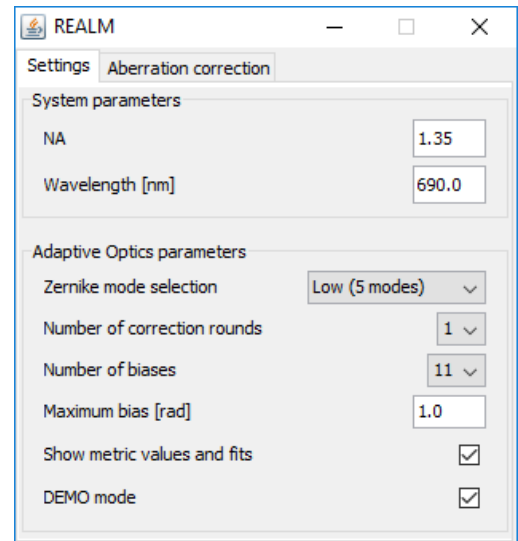 REALM
Settings Aberration correction
System parameters
NA 1.35
Wavelength [nm] 690.0
Adaptive Optics parameters
Zernike mode selection Low (5 modes)
Number of correction rounds 1
Number of biases 11
Maximum bias [rad] 1.0
Show metric values and fits
DEMO mode